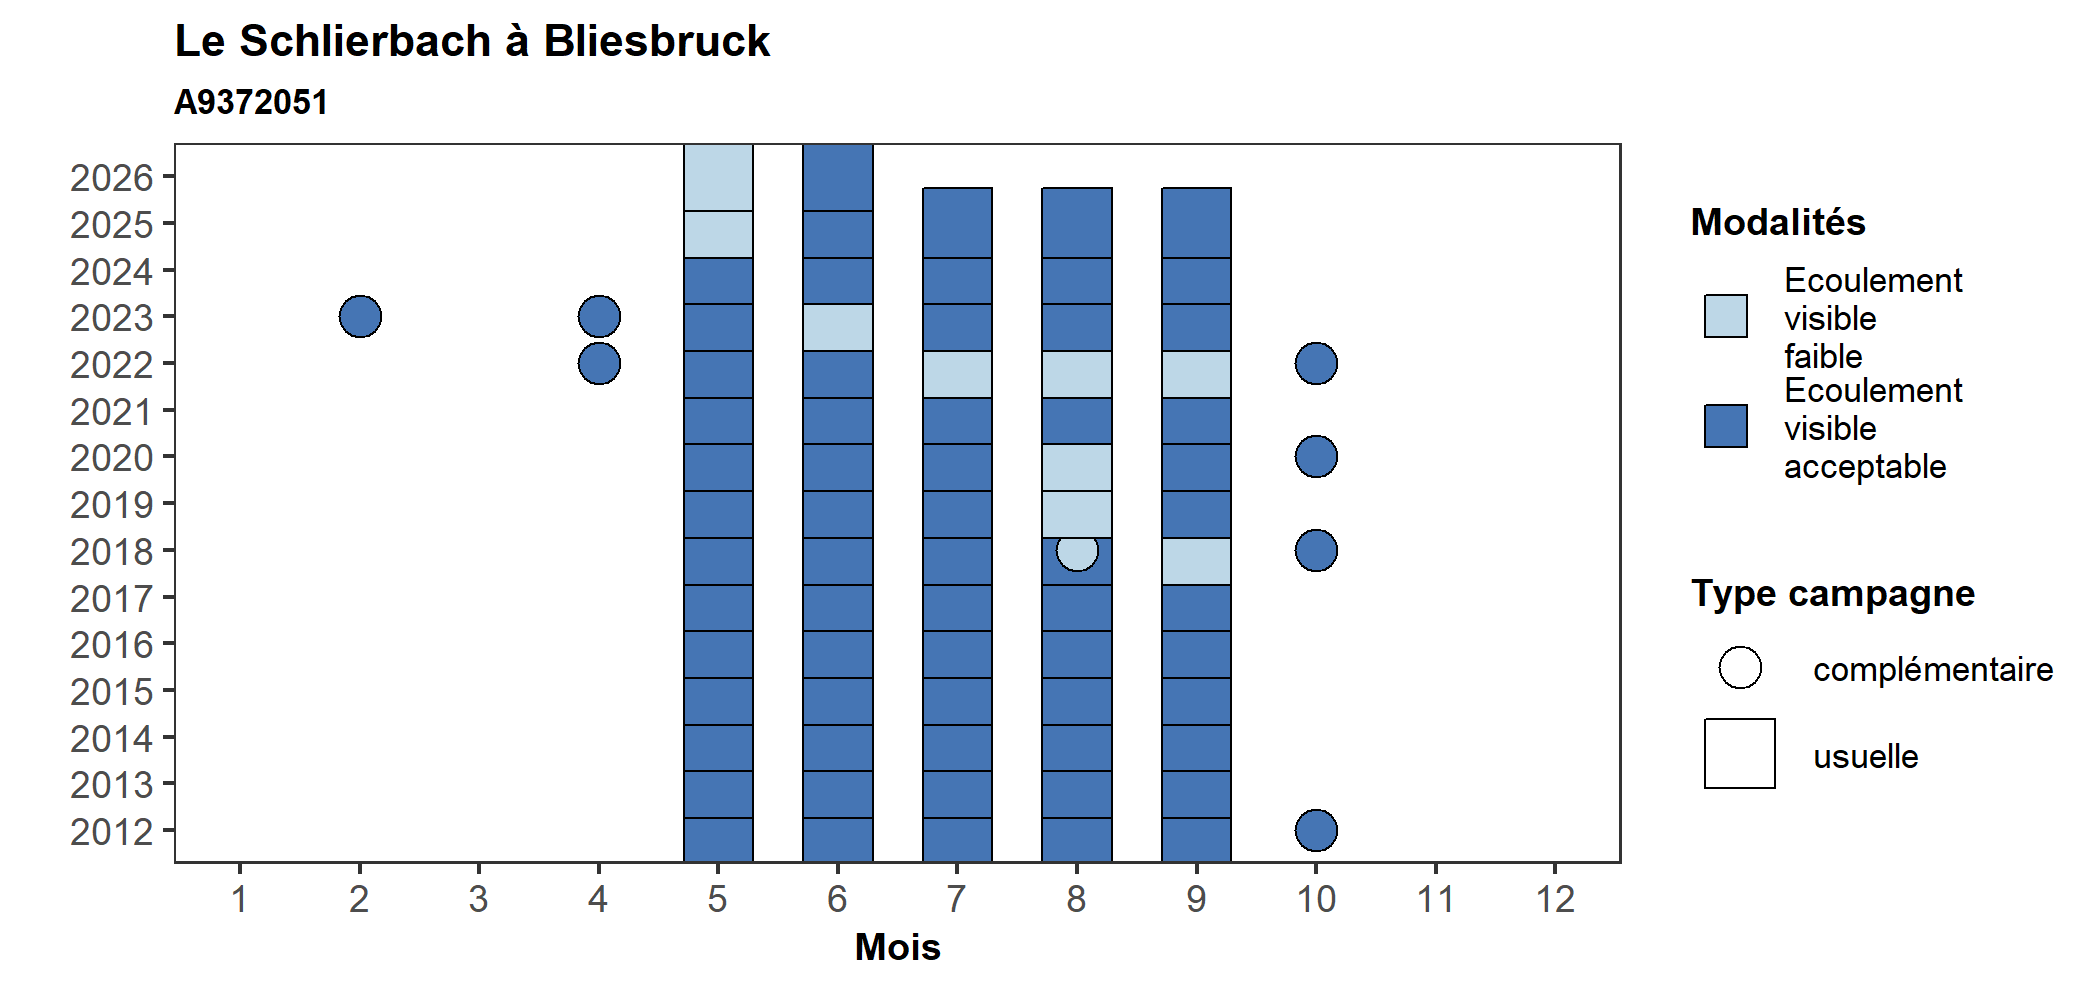 Le Schlierbach à Bliesbruck
A9372051
2026
2025
2024
2023
2022
2021
2020
2019
2018
2017
2016
2015
2014
2013
2012
1 2 3 4 5 6 7 8 9 10 11 12
Mois
Modalités
Ecoulement
visible
faible
Ecoulement
visible
acceptable
Type campagne
complémentaire
usuelle